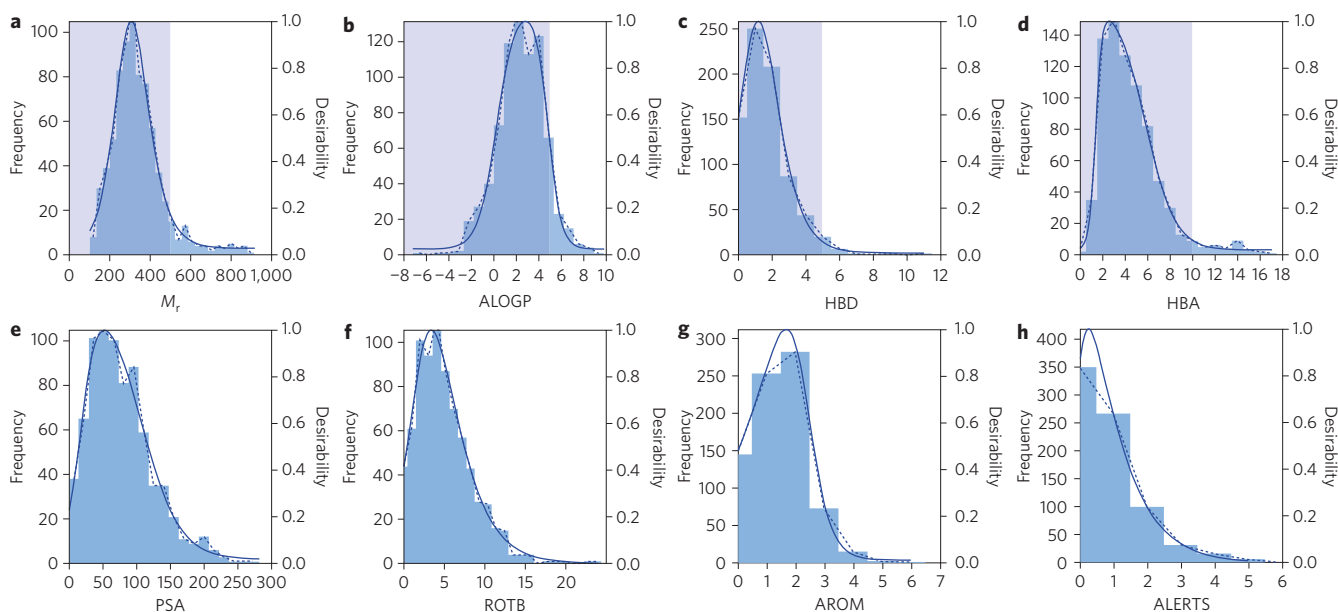 a
Frequency
100
80
60
40
20
0
1.0
0.8
0.6
0.4
0.2
0.0
Desirability
0 200 400 600 800 1,000
Mr
b
Frequency
120
100
80
60
40
20
0
1.0
0.8
0.6
0.4
0.2
0.0
Desirability
−8 −6 −4 −2 0 2 4 6 8 10
ALOGP
c
Frequency
250
200
150
100
50
0
1.0
0.8
0.6
0.4
0.2
0.0
Desirability
0 2 4 6 8 10 12
HBD
d
Frequency
140
120
100
80
60
40
20
0
1.0
0.8
0.6
0.4
0.2
0.0
Desirability
0 2 4 6 8 10 12 14 16 18
HBA
e
Frequency
100
80
60
40
20
0
1.0
0.8
0.6
0.4
0.2
0.0
Desirability
0 50 100 150 200 250 300
PSA
f
Frequency
100
80
60
40
20
0
1.0
0.8
0.6
0.4
0.2
0.0
Desirability
0 5 10 15 20
ROTB
g
Frequency
300
250
200
150
100
50
0
1.0
0.8
0.6
0.4
0.2
0.0
Desirability
0 1 2 3 4 5 6 7
AROM
h
Frequency
400
350
300
250
200
150
100
50
0
1.0
0.8
0.6
0.4
0.2
0.0
Desirability
0 1 2 3 4 5 6
ALERTS